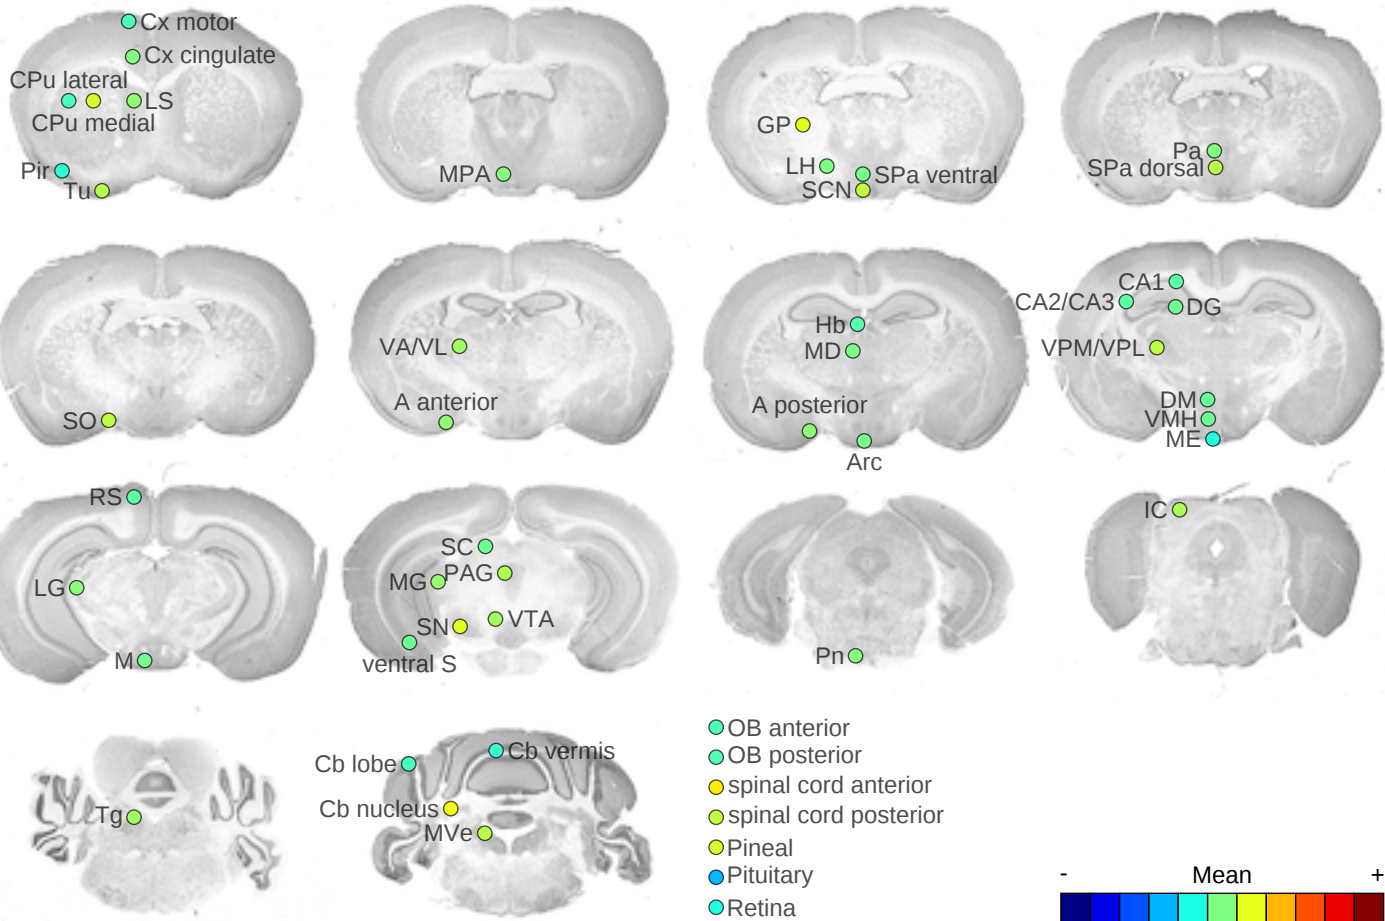 Cx motor
Cx cingulate
CPu lateral
LS
CPu medial
Pir
Tu
MPA
GP
LH
SPa ventral
SCN
Pa
SPa dorsal
SO
VA/VL
A anterior
Hb
MD
A posterior
Arc
CA1
CA2/CA3
DG
VPM/VPL
DM
VMH
ME
RS
LG
M
SC
MG
PAG
SN
VTA
ventral S
Pn
IC
Tg
Cb lobe
Cb vermis
Cb nucleus
MVe
OB anterior
OB posterior
spinal cord anterior
spinal cord posterior
Pineal
Pituitary
Retina
- Mean +